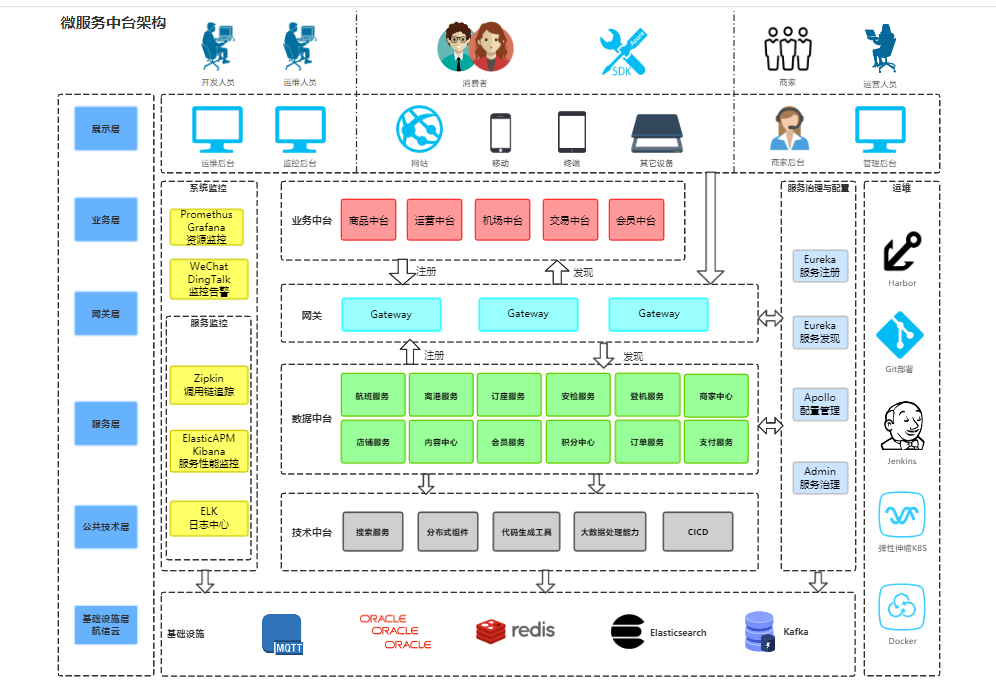 微服务中台架构
开发人员
运维人员
消费者
Azure
SDK
商家
运营人员
展示层
运维后台
监控后台
网站
移动
终端
其它设备
商家后台
管理后台
系统监控
服务治理与配置
运维
业务层
Promethus
Grafana
资源监控
业务中台
商品中台
运营中台
机场中台
交易中台
会员中台
WeChat
DingTalk
监控告警
注册
发现
Eureka
服务注册
Harbor
网关层
网关
Gateway
Gateway
Gateway
服务监控
Eureka
服务发现
注册
发现
Git部署
Zipkin
调用链追踪
服务层
数据中台
航班服务
离港服务
订座服务
安检服务
登机服务
商家中心
店铺服务
内容中心
会员服务
积分中心
订单服务
支付服务
Apollo
配置管理
ElasticAPM
Kibana
服务性能监控
Jenkins
Admin
服务治理
ELK
日志中心
公共技术层
技术中台
搜索服务
分布式组件
代码生成工具
大数据处理能力
CICD
弹性伸缩K8S
基础设施层
航信云
基础设施
MQTT
ORACLE
ORACLE
ORACLE
redis
Elasticsearch
Kafka
Docker